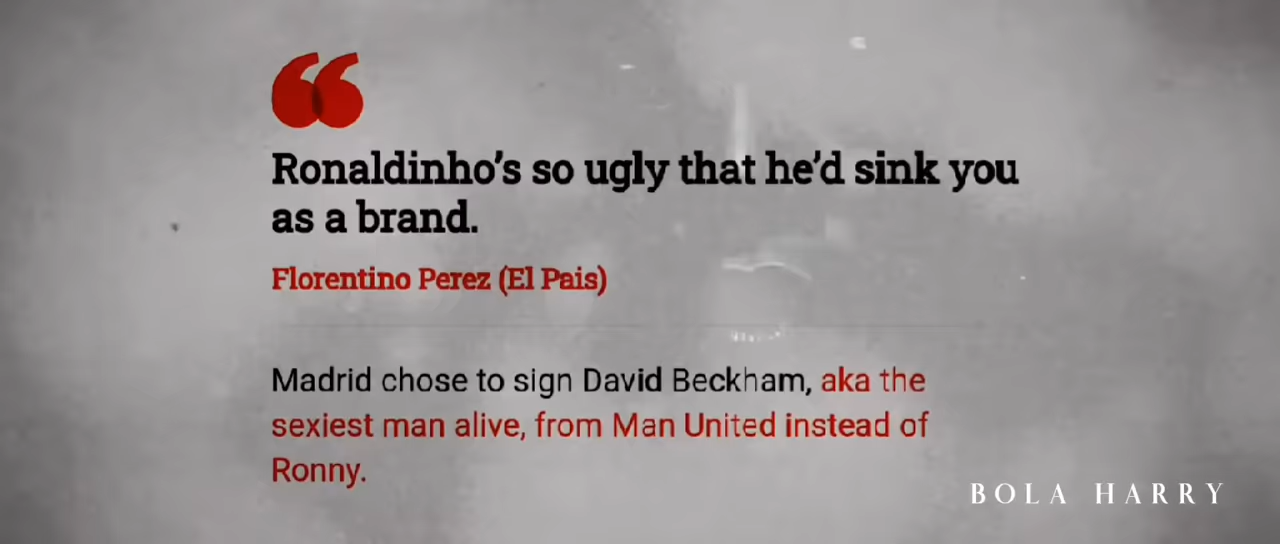 Ronaldinho's so ugly that he'd sink you
as a brand.
Florentino Perez (El Pais)
Madrid chose to sign David Beckham, aka the
sexiest man alive, from Man United instead of
Ronny.
BOLA HARRY